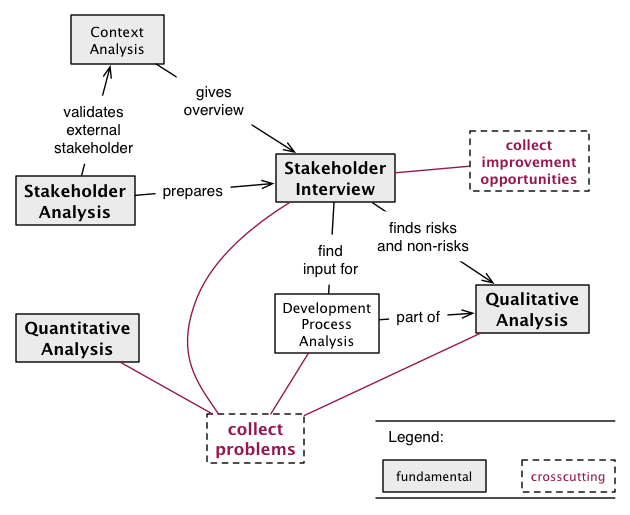 Context
Analysis
gives
overview
validates
external
stakeholder
collect
improvement
opportunities
Stakeholder
Interview
Stakeholder
Analysis
prepares
finds risks
and non-risks
find
input for
Qualitative
Analysis
Development
Process
Analysis
part of
Quantitative
Analysis
collect
problems
Legend:
fundamental
crosscutting